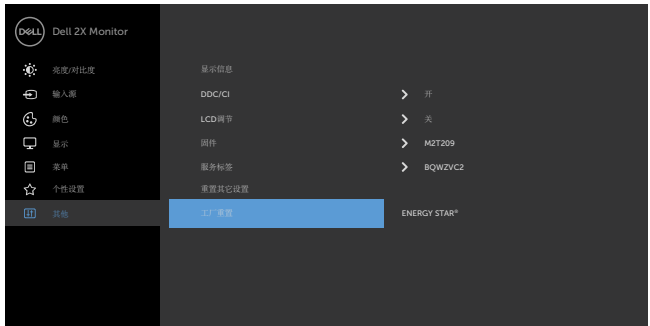 DELL Dell 2X Monitor
亮度/对比度
输入源
颜色
显示
菜单
个性设置
其他
显示信息
DDC/CI 开
LCD调节 关
固件 M2T209
服务标签 BQWZVC2
重置其它设置
工厂重置 ENERGY STAR®